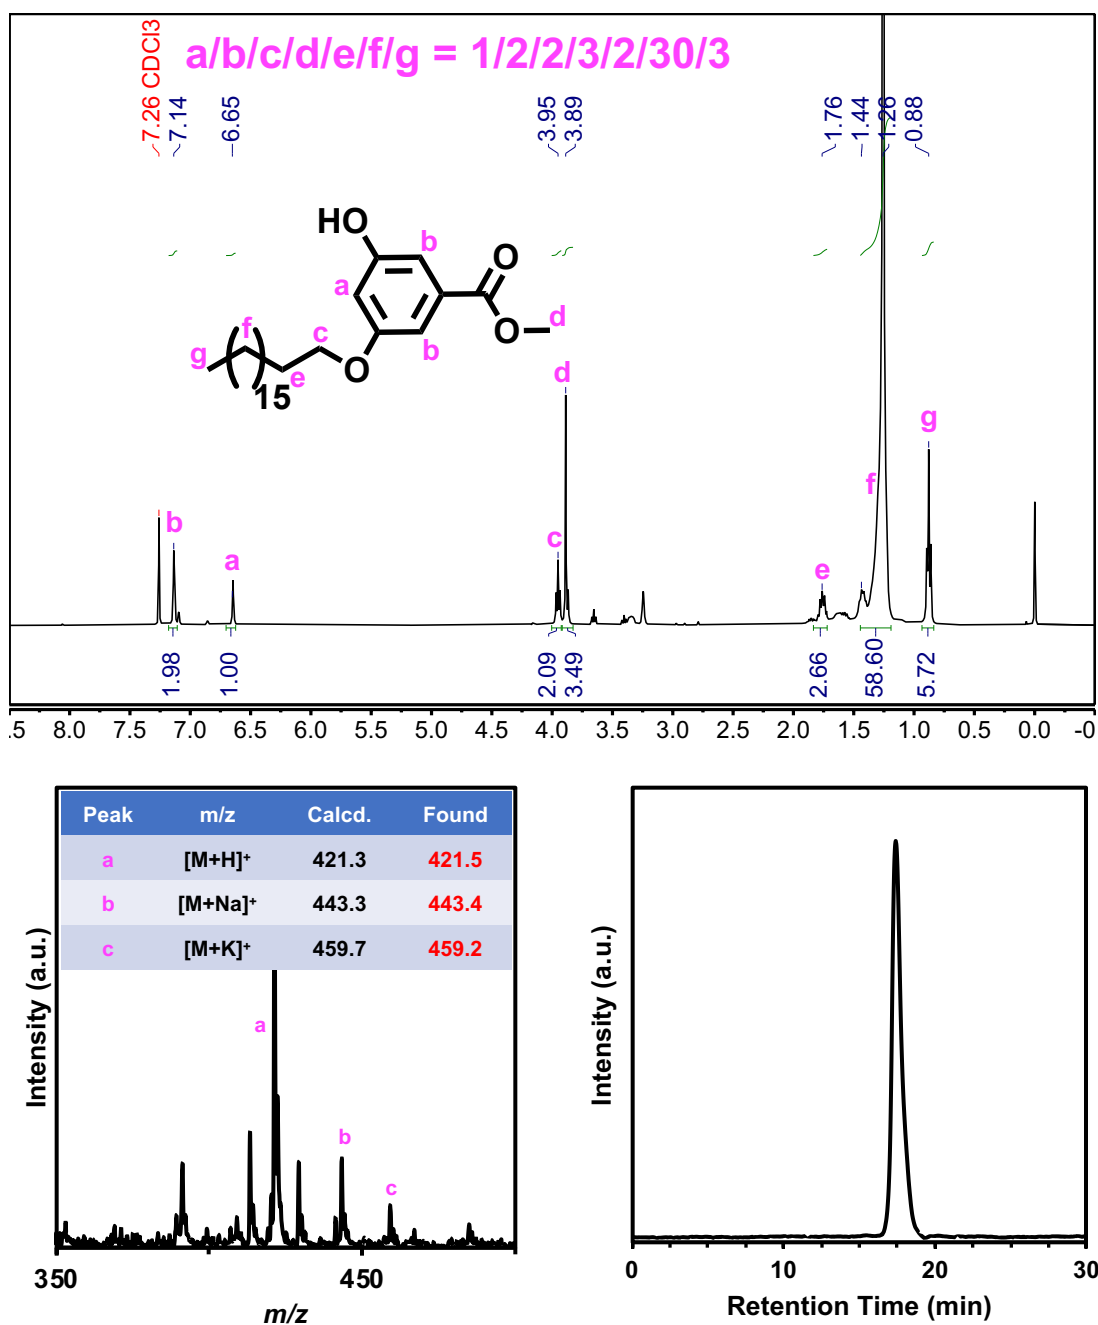 a/b/c/d/e/f/g = 1/2/2/3/2/30/3
7.26 CDCl3
7.14
6.65
3.95
3.89
1.76
1.44
1.26
0.88
HO
b
O
a
d
O
f
c
b
g
O
e
15
d
g
f
b
c
a
e
1.98
1.00
2.09
3.49
2.66
58.60
5.72
.5 8.0 7.5 7.0 6.5 6.0 5.5 5.0 4.5 4.0 3.5 3.0 2.5 2.0 1.5 1.0 0.5 0.0 -0
Peak m/z Calcd. Found
a [M+H]+ 421.3 421.5
b [M+Na]+ 443.3 443.4
c [M+K]+ 459.7 459.2
a
b
c
Intensity (a.u.)
350 450
m/z
Intensity (a.u.)
0 10 20 30
Retention Time (min)